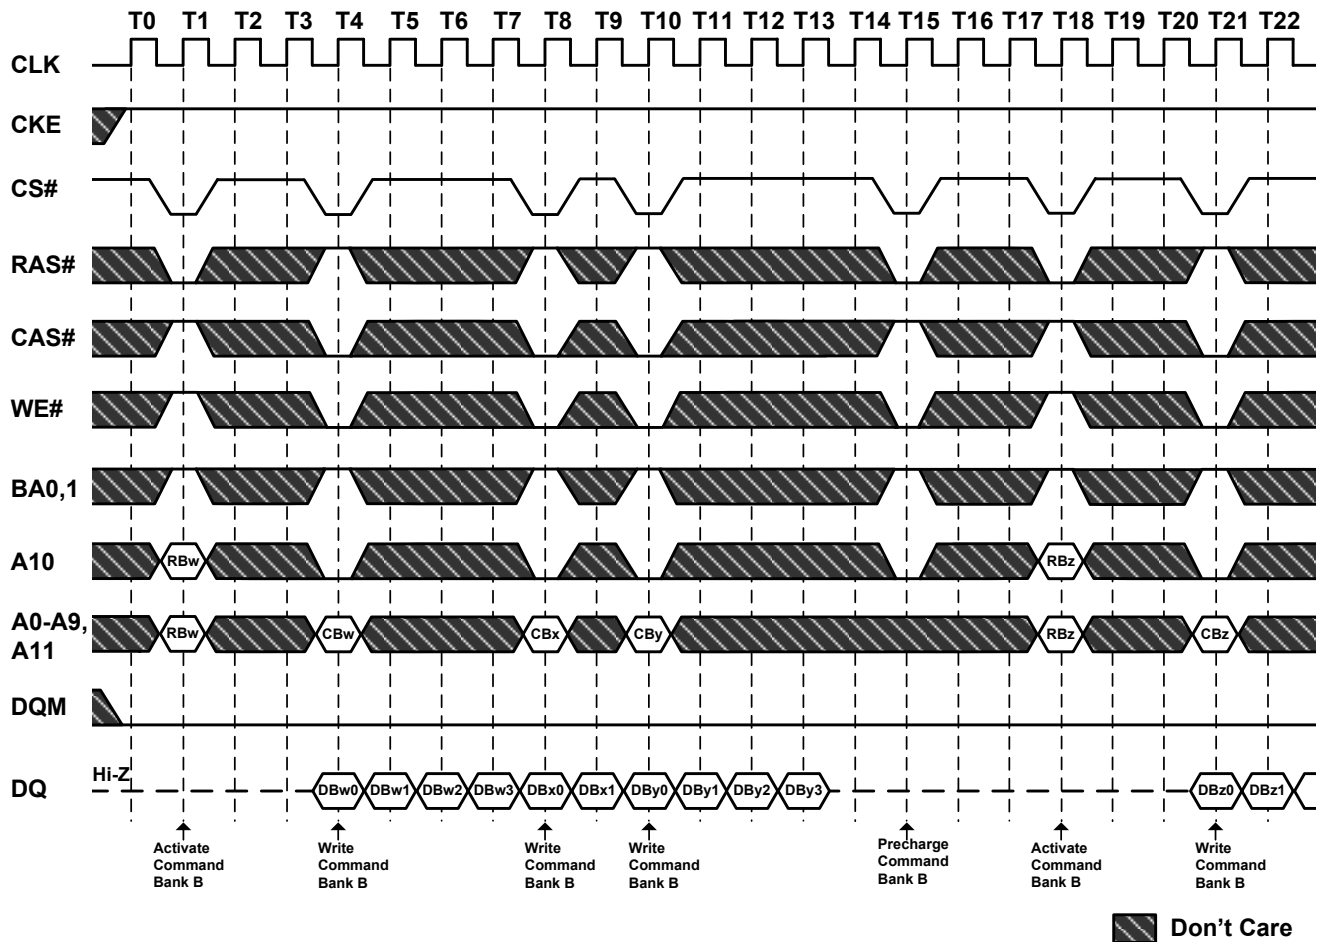 T0 T1 T2 T3 T4 T5 T6 T7 T8 T9 T10 T11 T12 T13 T14 T15 T16 T17 T18 T19 T20 T21 T22
CLK
CKE
CS#
RAS#
CAS#
WE#
BA0,1
A10
RBw RBz
A0-A9,
A11
RBw CBw CBx CBy RBz CBz
DQM
DQ
Hi-Z
DBw0 DBw1 DBw2 DBw3 DBx0 DBx1 DBy0 DBy1 DBy2 DBy3 DBz0 DBz1
Activate
Command
Bank B
Write
Command
Bank B
Write
Command
Bank B
Write
Command
Bank B
Precharge
Command
Bank B
Activate
Command
Bank B
Write
Command
Bank B
Don't Care